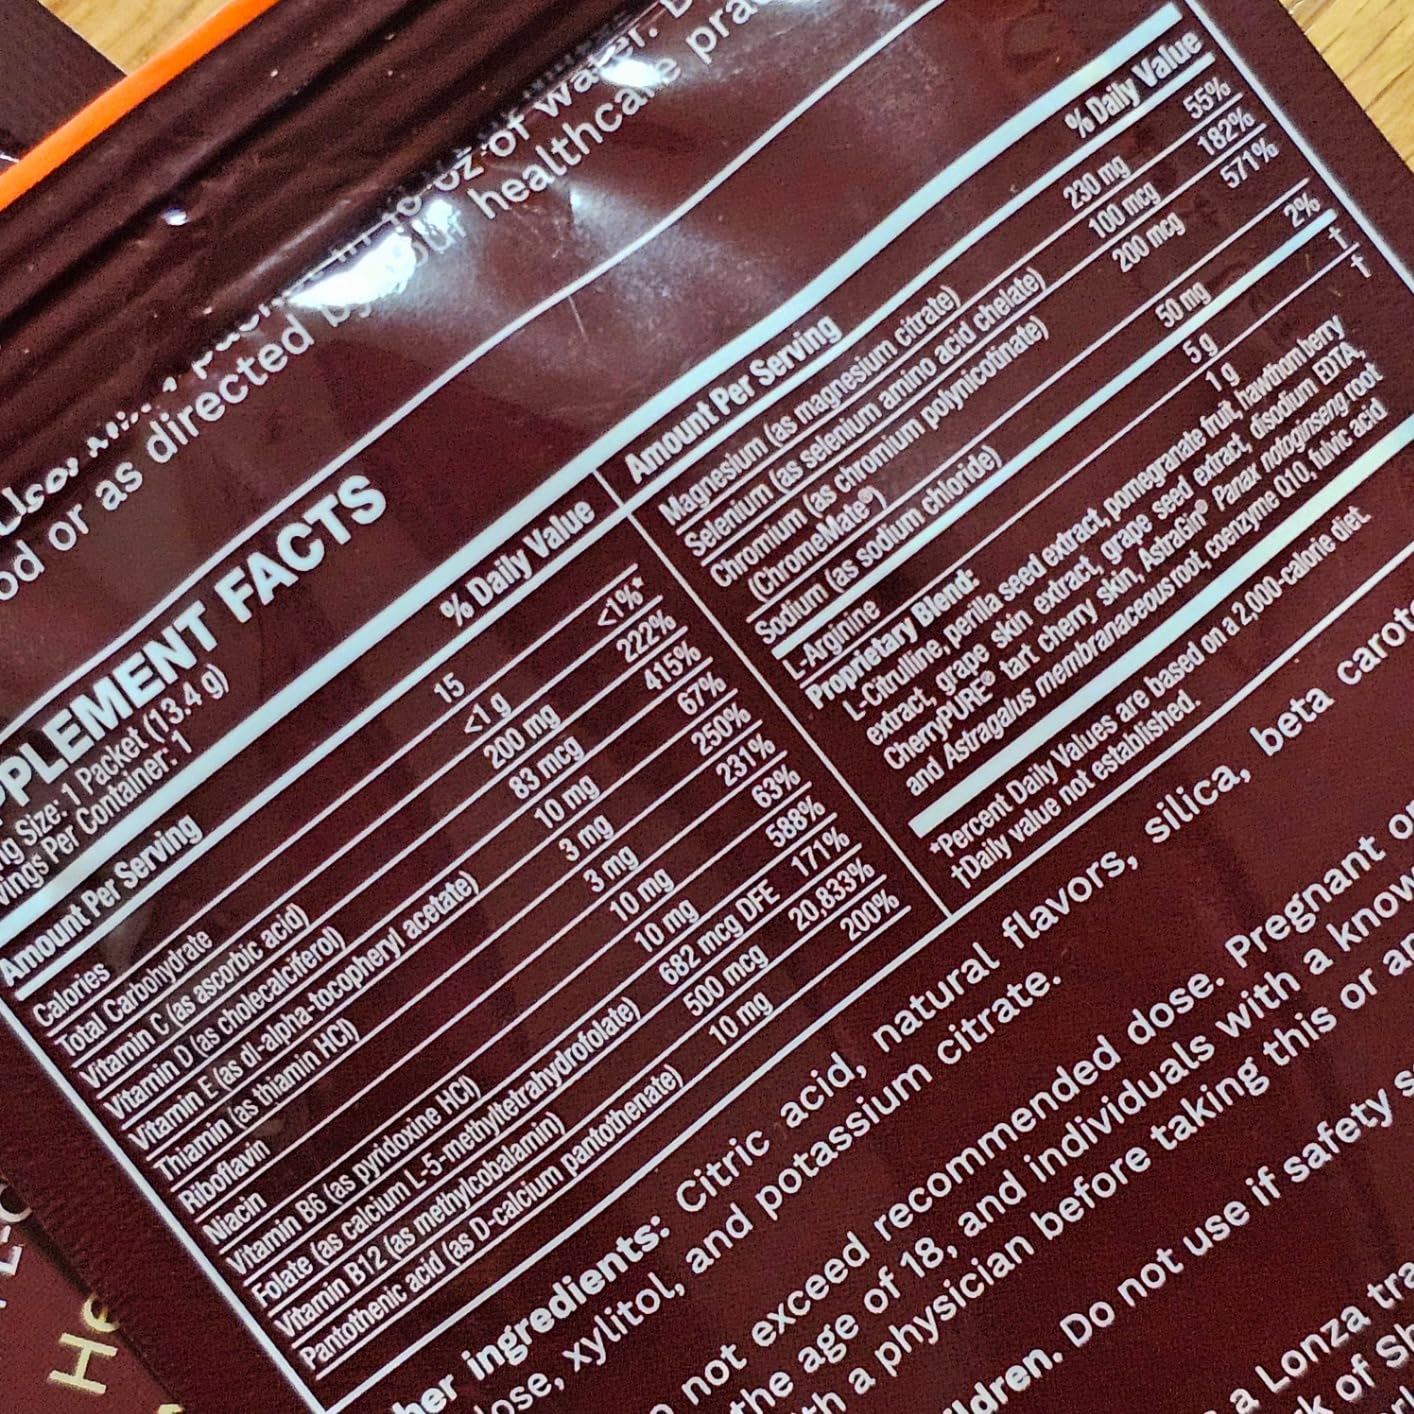 of water.
healthcare
od or as directed by your
SUPPLEMENT FACTS
Size: 1 Packet (13.4 g)
Per Container: 1
Amount Per Serving % Daily Value
Calories 15
Total Carbohydrate <1 g <1%*
Vitamin C (as ascorbic acid) 200 mg 222%
Vitamin D (as cholecalciferol) 83 mcg 415%
Vitamin E (as dl-alpha-tocopheryl acetate) 10 mg 67%
Thiamin (as thiamin HCl) 3 mg 250%
Riboflavin 3 mg 231%
Niacin 10 mg 63%
Vitamin B6 (as pyridoxine HCl) 10 mg 588%
Folate (as calcium L-5-methyltetrahydrofolate) 682 mcg DFE 171%
Vitamin B12 (as methylcobalamin) 500 mcg 20,833%
Pantothenic acid (as D-calcium pantothenate) 10 mg 200%
Amount Per Serving % Daily Value
Magnesium (as magnesium citrate) 230 mg 55%
Selenium (as selenium amino acid chelate) 100 mcg 182%
Chromium (as chromium polynicotinate) 200 mcg 571%
(ChromeMate®)
Sodium (as sodium chloride) 50 mg 2%
L-Arginine 5 g †
Proprietary Blend: 1 g †
L-Citrulline, perilla seed extract, pomegranate fruit, hawthorn berry
extract, grape skin extract, grape seed extract, disodium EDTA,
CherryPURE® tart cherry skin, AstraGin® Panax notoginseng root
and Astragalus membranaceous root, coenzyme Q10, fulvic acid
*Percent Daily Values are based on a 2,000-calorie diet.
†Daily value not established.
ingredients: Citric acid, natural flavors, silica, beta
xylitol, and potassium citrate.
not exceed recommended dose. Pregnant or
the age of 18, and individuals with a know
a physician before taking this or
Do not use if safety
a Lonza
of